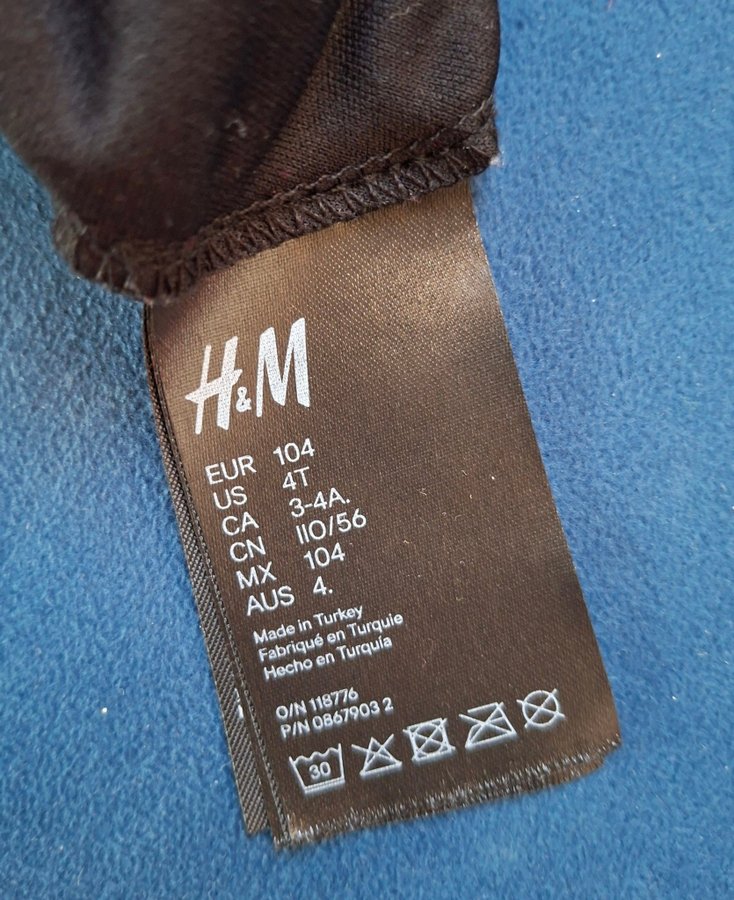 H&M
EUR 104
US 4T
CA 3-4A.
CN 110/56
MX 104
AUS 4.
Made in Turkey
Fabriqué en Turquie
Hecho en Turquía
O/N 118776
P/N 0867903 2
30